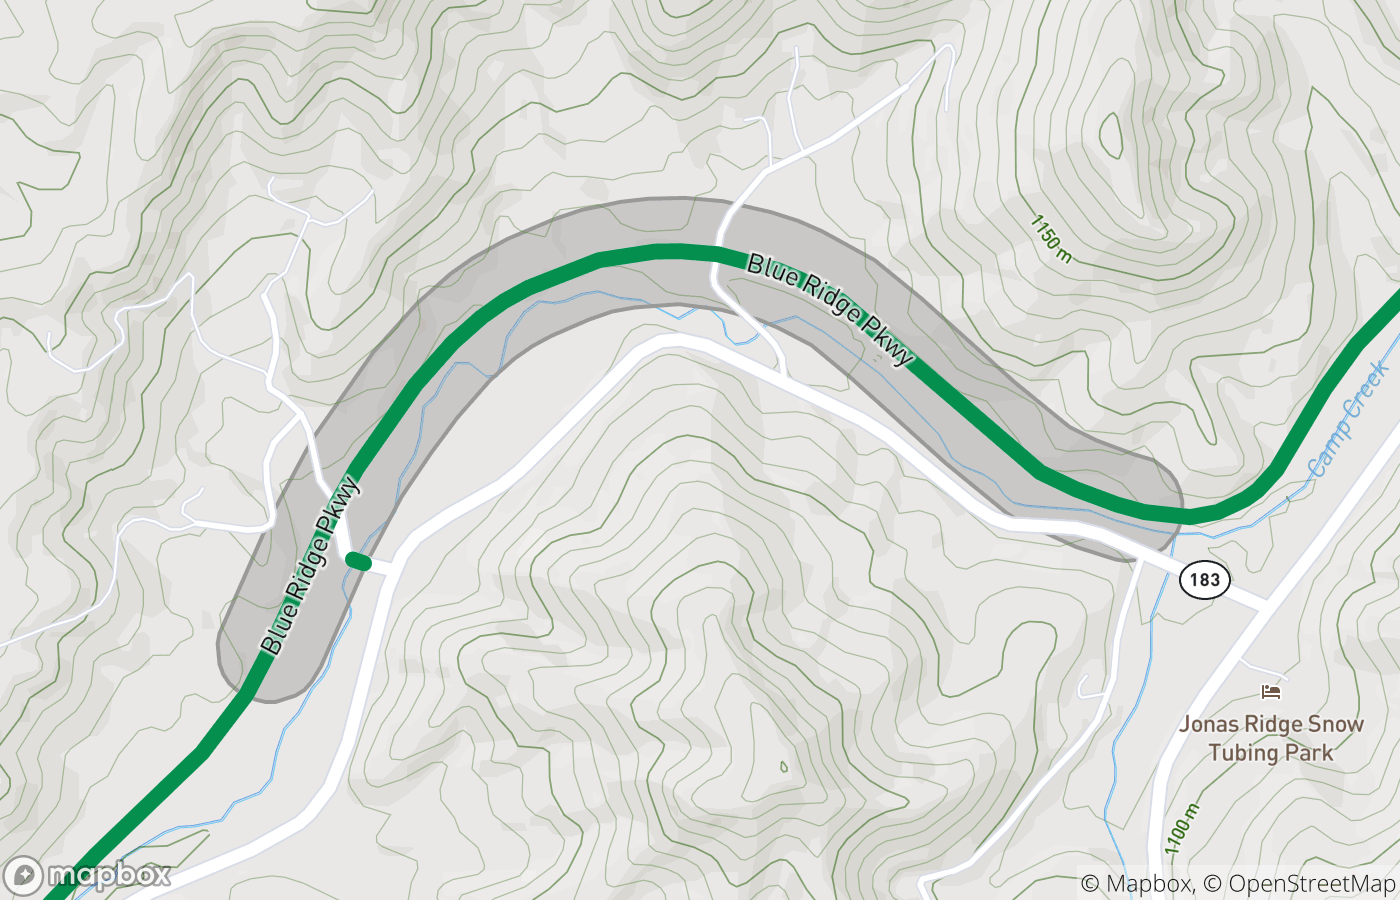 1150 m
Blue Ridge Pkwy
Camp Creek
Blue Ridge Pkwy
183
Jonas Ridge Snow
Tubing Park
1100 m
mapbox
© Mapbox, © OpenStreetMap